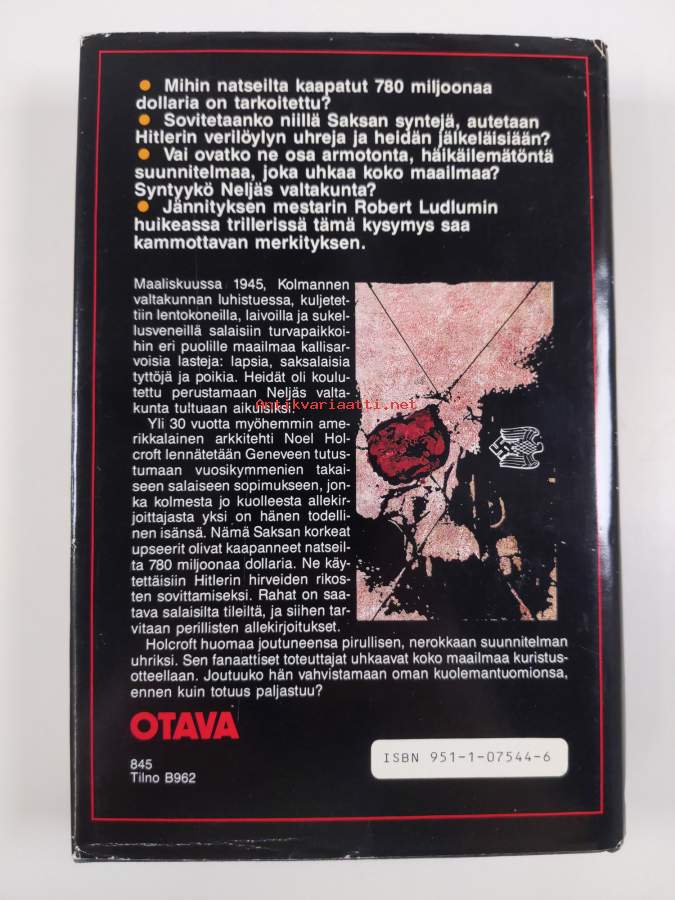 ● Mihin natseilta kaapatut 780 miljoonaa
dollaria on tarkoitettu?
● Sovitetaanko niillä Saksan syntejä, autetaan
Hitlerin verilöylyn uhreja ja heidän jälkeläisiään?
● Vai ovatko ne osa armotonta, häikäilemätöntä
suunnitelmaa, joka uhkaa koko maailmaa?
Syntyykö Neljäs valtakunta?
● Jännityksen mestarin Robert Ludlumin
huikeassa trillerissä tämä kysymys saa
kammottavan merkityksen.
Maaliskuussa 1945, Kolmannen
valtakunnan luhistuessa, kuljetet-
tiin lentokoneilla, laivoilla ja sukel-
lusveneillä salaisiin turvapaikkoi-
hin eri puolille maailmaa kallisar-
voisia lasteja: lapsia, saksalaisia
tyttöjä ja poikia. Heidät oli koulu-
tettu perustamaan Neljäs valta-
kunta tultuaan aikuisiksi.
Antikvariaatti.net
Yli 30 vuotta myöhemmin ame-
rikkalainen arkkitehti Noel Hol-
croft lennätetään Geneveen tutus-
tumaan vuosikymmenien takai-
seen salaiseen sopimukseen, jon-
ka kolmesta jo kuolleesta allekir-
joittajasta yksi on hänen todelli-
nen isänsä. Nämä Saksan korkeat
upseerit olivat kaapanneet natseil-
ta 780 miljoonaa dollaria. Ne käy-
tettäisiin Hitlerin hirveiden rikos-
ten sovittamiseksi. Rahat on saa-
tava salaisilta tileiltä, ja siihen tar-
vitaan perillisten allekirjoitukset.
Holcroft huomaa joutuneensa pirullisen, nerokkaan suunnitelman
uhriksi. Sen fanaattiset toteuttajat uhkaavat koko maailmaa kuristus-
otteellaan. Joutuuko hän vahvistamaan oman kuolemantuomionsa,
ennen kuin totuus paljastuu?
OTAVA
845
Tilno B962
ISBN 951-1-07544-6